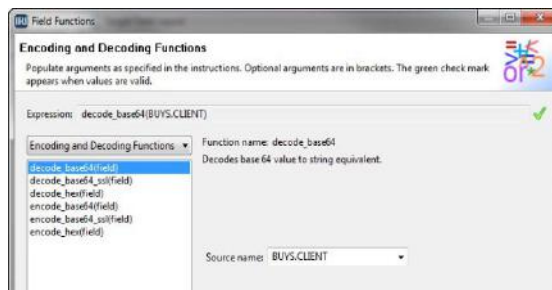 Field Functions
Encoding and Decoding Functions
Populate arguments as specified in the instructions. Optional arguments are in brackets. The green check mark
appears when values are valid.
Expression: decode_base64(BUYS.CLIENT)
Encoding and Decoding Functions
Function name: decode_base64
Decodes base 64 value to string equivalent.
decode_base64(field)
decode_base64_ssl(field)
decode_hex(field)
encode_base64(field)
encode_base64_ssl(field)
encode_hex(field)
Source name: BUYS.CLIENT